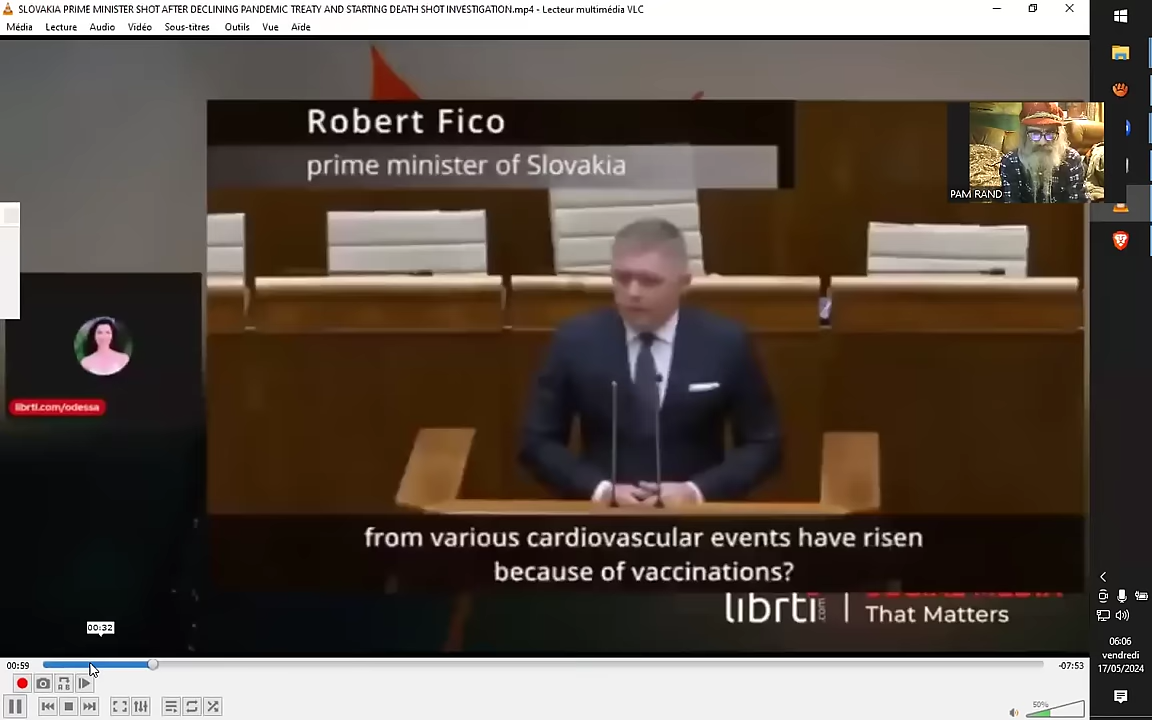 SLOVAKIA PRIME MINISTER SHOT AFTER DECLINING PANDEMIC TREATY AND STARTING DEATH SHOT INVESTIGATION.mp4 - Lecteur multimédia VLC
Média Lecture Audio Vidéo Sous-titres Outils Vue Aide
Robert Fico
prime minister of Slovakia
PAM RAND
librti.com/odessa
from various cardiovascular events have risen
because of vaccinations?
librti.com | That Matters
00:32
00:59
-07:53
50%
06:06
vendredi
17/05/2024